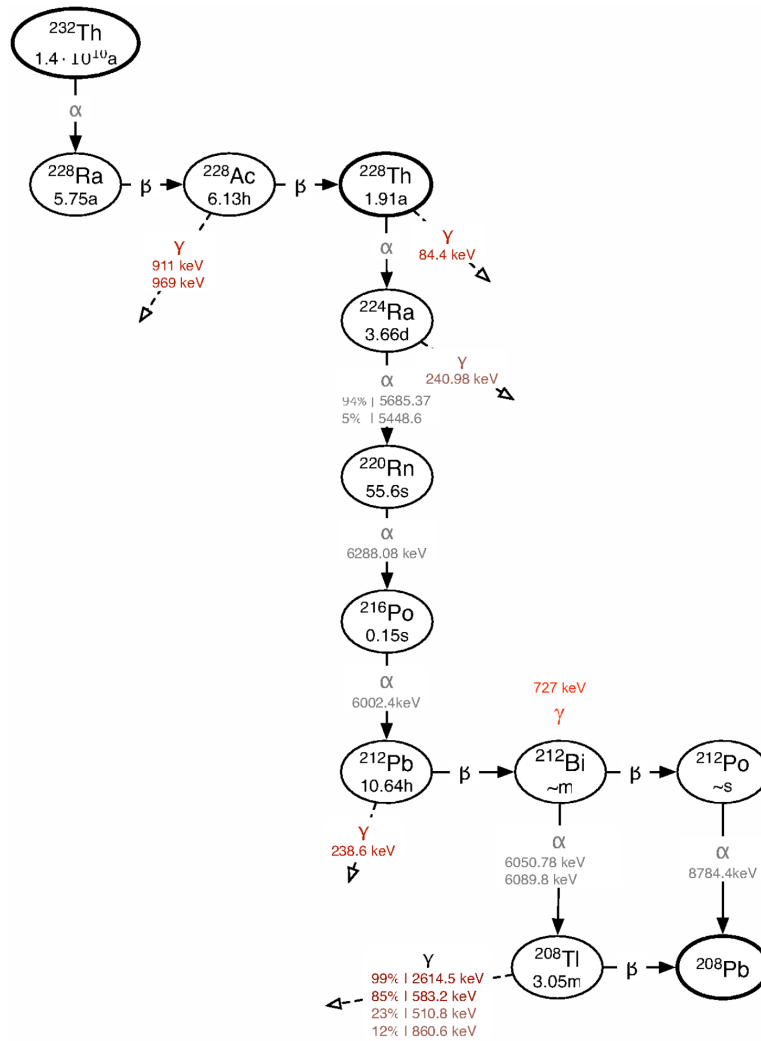 ²³²Th
1.4 · 10¹⁰a
α
²²⁸Ra
5.75a
β
²²⁸Ac
6.13h
β
²²⁸Th
1.91a
γ
911 keV
969 keV
α
γ
84.4 keV
²²⁴Ra
3.66d
γ
240.98 keV
α
94% | 5685.37
5% | 5448.6
²²⁰Rn
55.6s
α
6288.08 keV
²¹⁶Po
0.15s
α
6002.4keV
727 keV
γ
²¹²Pb
10.64h
β
²¹²Bi
~m
β
²¹²Po
~s
γ
238.6 keV
α
6050.78 keV
6089.8 keV
α
8784.4keV
γ
99% | 2614.5 keV
85% | 583.2 keV
23% | 510.8 keV
12% | 860.6 keV
²⁰⁸Tl
3.05m
β
²⁰⁸Pb